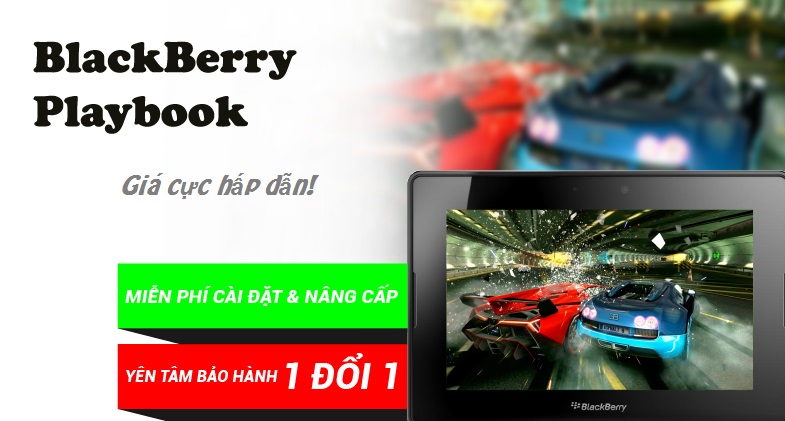 BlackBerry
Playbook
Giá cực hấp dẫn!
MIỄN PHÍ CÀI ĐẶT & NÂNG CẤP
YÊN TÂM BẢO HÀNH 1 ĐỔI 1
BlackBerry